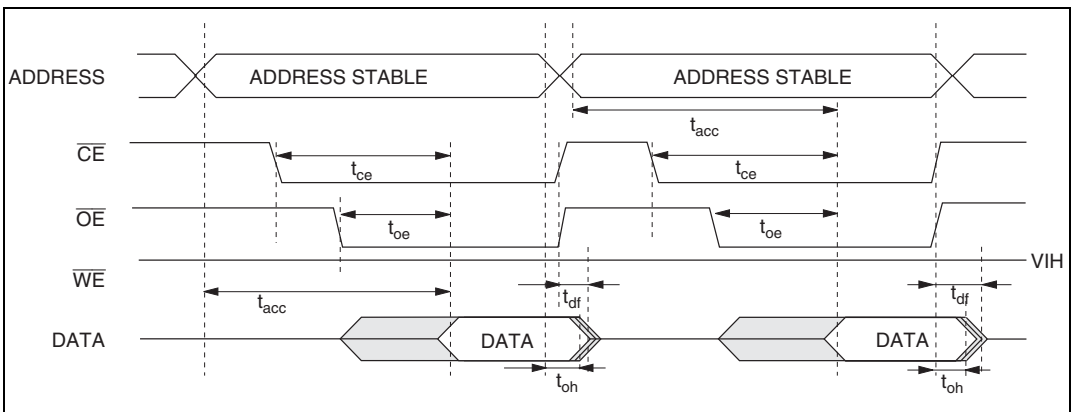 ADDRESS
ADDRESS STABLE ADDRESS STABLE
tacc
CE
tce tce
OE
toe toe
WE
VIH
tacc tdf tdf
DATA
DATA DATA
toh toh